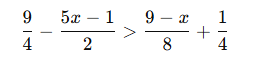 9/4 − (5x − 1)/2 > (9 − x)/8 + 1/4